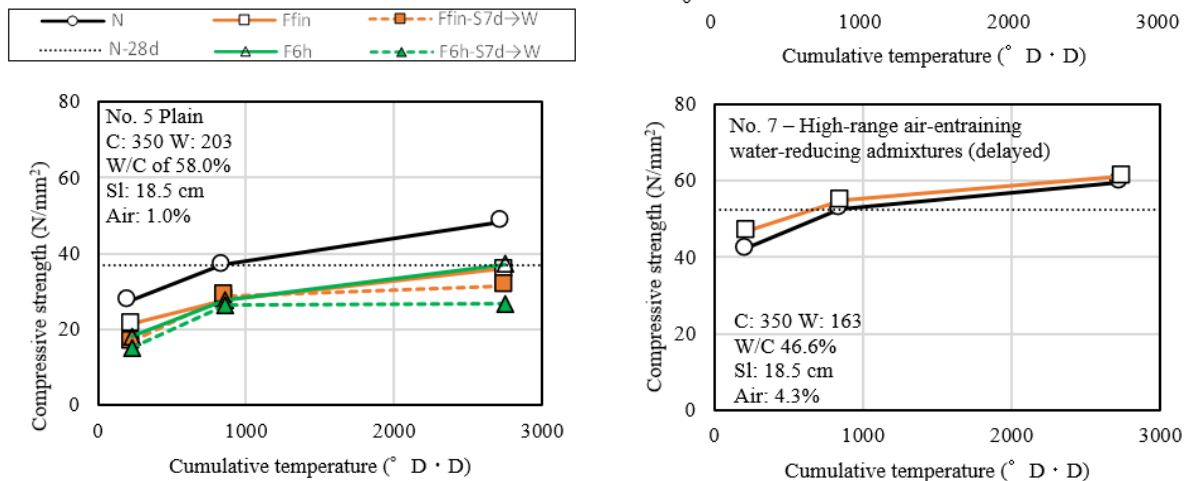 N
Ffin
Ffin-S7d→W
N-28d
F6h
F6h-S7d→W
0
1000
2000
3000
Cumulative temperature (° D・D)
80
60
40
20
0
Compressive strength (N/mm²)
No. 5 Plain
C: 350 W: 203
W/C of 58.0%
Sl: 18.5 cm
Air: 1.0%
0
1000
2000
3000
Cumulative temperature (° D・D)
80
60
40
20
0
Compressive strength (N/mm²)
No. 7 – High-range air-entraining
water-reducing admixtures (delayed)
C: 350 W: 163
W/C 46.6%
Sl: 18.5 cm
Air: 4.3%
0
1000
2000
3000
Cumulative temperature (° D・D)